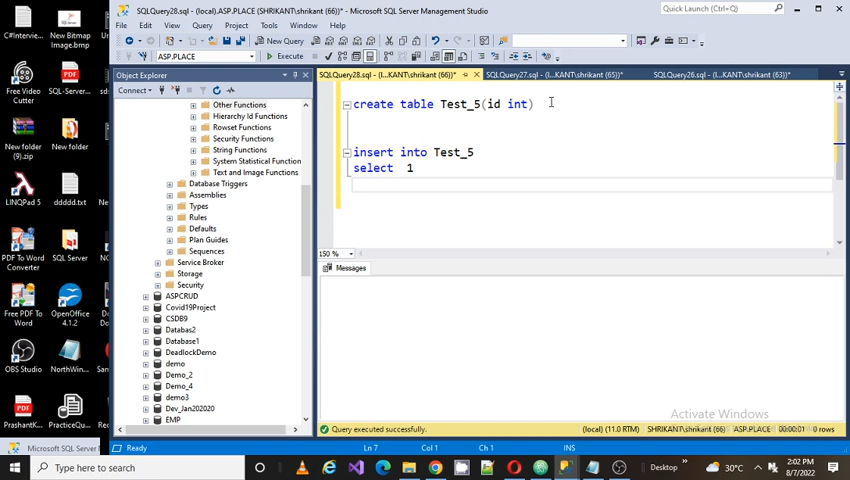 SQLQuery28.sql - (local).ASP.PLACE (SHRIKANT\shrikant (66))* - Microsoft SQL Server Management Studio
Quick Launch (Ctrl+Q)
File Edit View Query Project Tools Window Help
New Query
ASP.PLACE
Execute
Object Explorer
Connect
Other Functions
Hierarchy Id Functions
Rowset Functions
Security Functions
String Functions
System Statistical Function
Text and Image Functions
Database Triggers
Assemblies
Types
Rules
Defaults
Plan Guides
Sequences
Service Broker
Storage
Security
ASPCRUD
Covid19Project
CSDB9
Databas2
Database1
DeadlockDemo
demo
Demo_2
Demo_4
demo3
Dev_Jan202020
EMP
SQLQuery28.sql - (l...KANT\shrikant (66))*
SQLQuery27.sql - (l...KANT\shrikant (65))*
SQLQuery26.sql - (l...KANT\shrikant (63))*
create table Test_5(id int)
insert into Test_5
select 1
150 %
Messages
Activate Windows
Query executed successfully.
(local) (11.0 RTM)
SHRIKANT\shrikant (66)
ASP.PLACE
00:00:01
0 rows
Ready
Ln 7
Col 1
Ch 1
INS
C#Intervie...
New Bitmap Image.bmp
Free Video Cutter
SQL-Server-...
New folder (9).zip
New folder
LINQPad 5
ddddd.txt
PDF To Word Converter
SQL Server
Free PDF To Word
OpenOffice 4.1.2
OBS Studio
NorthWin...
PrashantK...
PracticeQu...
Microsoft SQL Server
Type here to search
Desktop
30°C
2:02 PM
8/7/2022